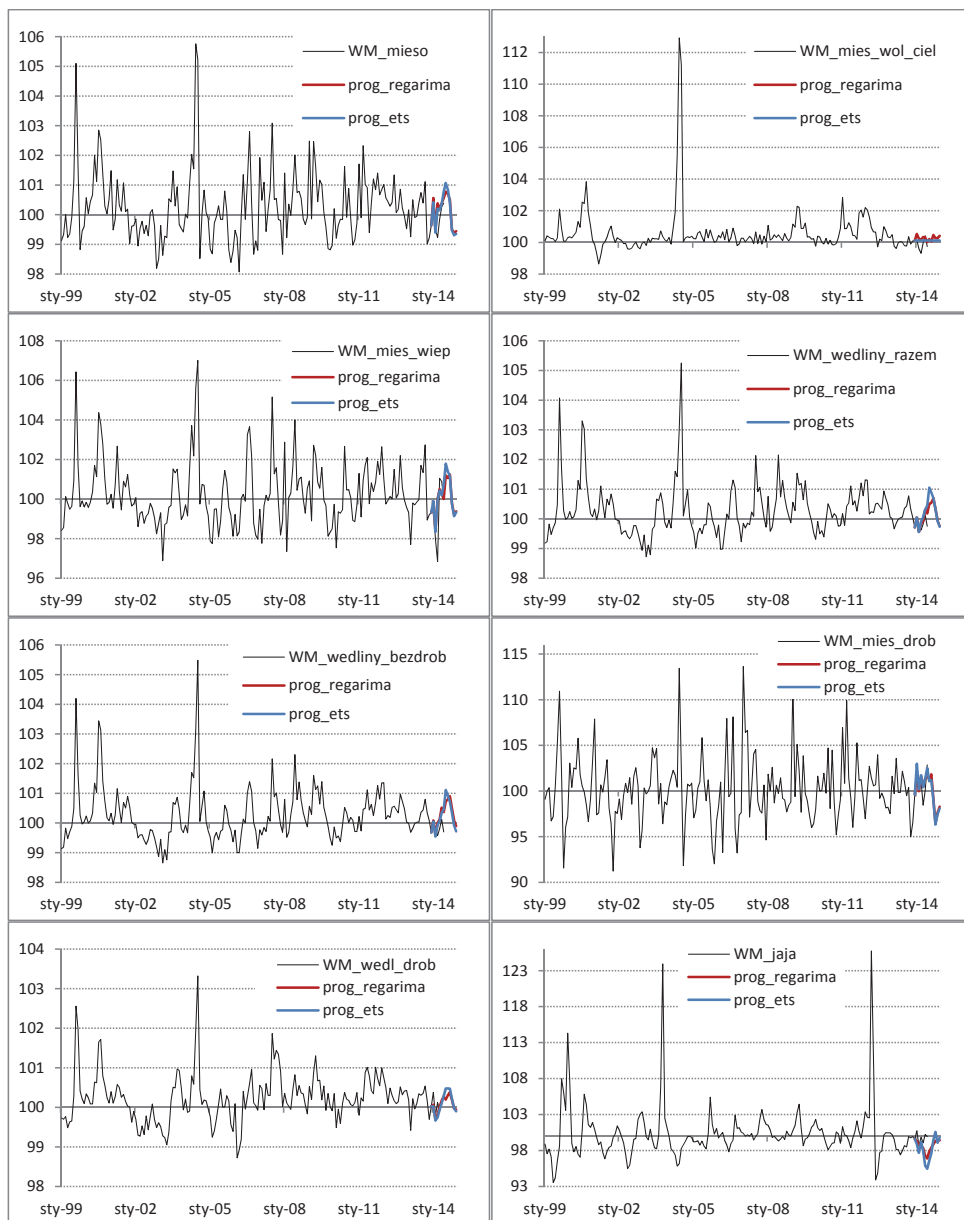 106
105
104
103
102
101
100
99
98
sty-99 sty-02 sty-05 sty-08 sty-11 sty-14
WM_mieso
prog_regarima
prog_ets
112
110
108
106
104
102
100
98
sty-99 sty-02 sty-05 sty-08 sty-11 sty-14
WM_mies_wol_ciel
prog_regarima
prog_ets
108
106
104
102
100
98
96
sty-99 sty-02 sty-05 sty-08 sty-11 sty-14
WM_mies_wiep
prog_regarima
prog_ets
106
105
104
103
102
101
100
99
98
sty-99 sty-02 sty-05 sty-08 sty-11 sty-14
WM_wedliny_razem
prog_regarima
prog_ets
106
105
104
103
102
101
100
99
98
sty-99 sty-02 sty-05 sty-08 sty-11 sty-14
WM_wedliny_bezdrob
prog_regarima
prog_ets
115
110
105
100
95
90
sty-99 sty-02 sty-05 sty-08 sty-11 sty-14
WM_mies_drob
prog_regarima
prog_ets
104
103
102
101
100
99
98
sty-99 sty-02 sty-05 sty-08 sty-11 sty-14
WM_wedl_drob
prog_regarima
prog_ets
123
118
113
108
103
98
93
sty-99 sty-02 sty-05 sty-08 sty-11 sty-14
WM_jaja
prog_regarima
prog_ets